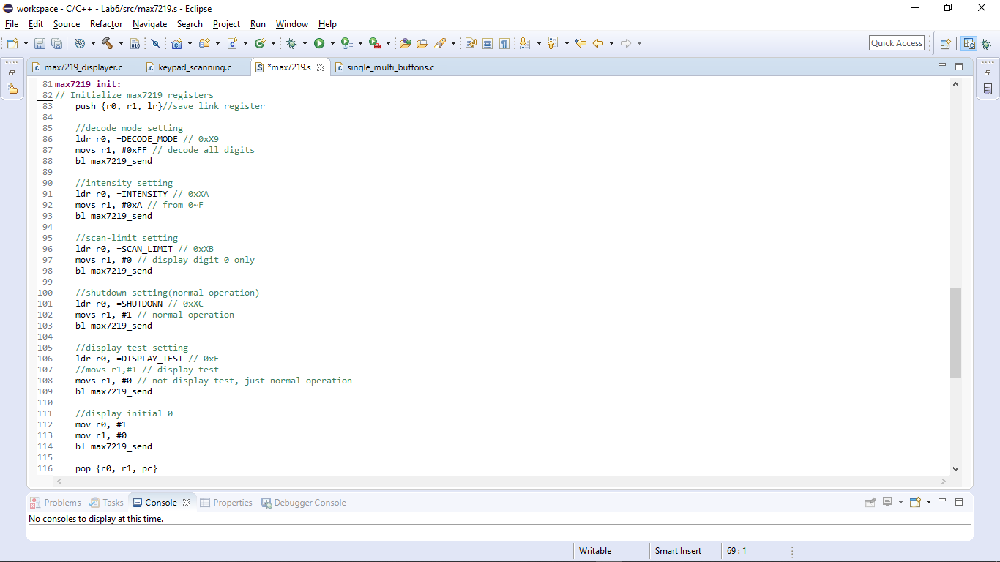 workspace - C/C++ - Lab6/src/max7219.s - Eclipse
File Edit Source Refactor Navigate Search Project Run Window Help
Quick Access
max7219_displayer.c keypad_scanning.c *max7219.s single_multi_buttons.c
81 max7219_init:
82 // Initialize max7219 registers
83 push {r0, r1, lr}//save link register
84
85 //decode mode setting
86 ldr r0, =DECODE_MODE // 0xX9
87 movs r1, #0xFF // decode all digits
88 bl max7219_send
89
90 //intensity setting
91 ldr r0, =INTENSITY // 0xXA
92 movs r1, #0xA // from 0~F
93 bl max7219_send
94
95 //scan-limit setting
96 ldr r0, =SCAN_LIMIT // 0xXB
97 movs r1, #0 // display digit 0 only
98 bl max7219_send
99
100 //shutdown setting(normal operation)
101 ldr r0, =SHUTDOWN // 0xXC
102 movs r1, #1 // normal operation
103 bl max7219_send
104
105 //display-test setting
106 ldr r0, =DISPLAY_TEST // 0xF
107 //movs r1,#1 // display-test
108 movs r1, #0 // not display-test, just normal operation
109 bl max7219_send
110
111 //display initial 0
112 mov r0, #1
113 mov r1, #0
114 bl max7219_send
115
116 pop {r0, r1, pc}
Problems Tasks Console Properties Debugger Console
No consoles to display at this time.
Writable Smart Insert 69 : 1